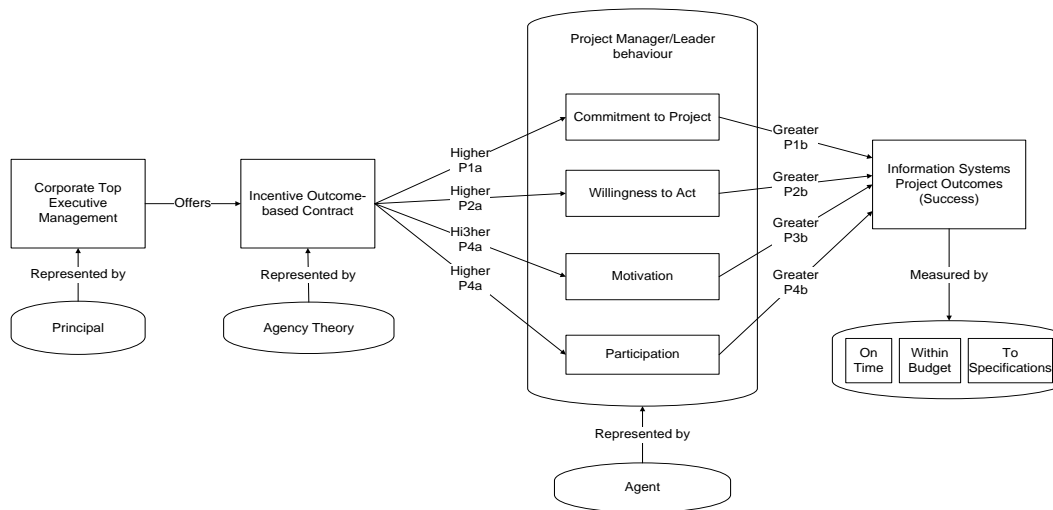 Project Manager/Leader
behaviour
Commitment to Project
Greater
P1b
Higher
P1a
Corporate Top
Executive
Management
Offers
Incentive Outcome-
based Contract
Higher
P2a
Willingness to Act
Greater
P2b
Information Systems
Project Outcomes
(Success)
Hi3her
P4a
Greater
P3b
Represented by
Represented by
Higher
P4a
Motivation
Greater
P4b
Measured by
Principal
Agency Theory
Participation
On
Time
Within
Budget
To
Specifications
Represented by
Agent